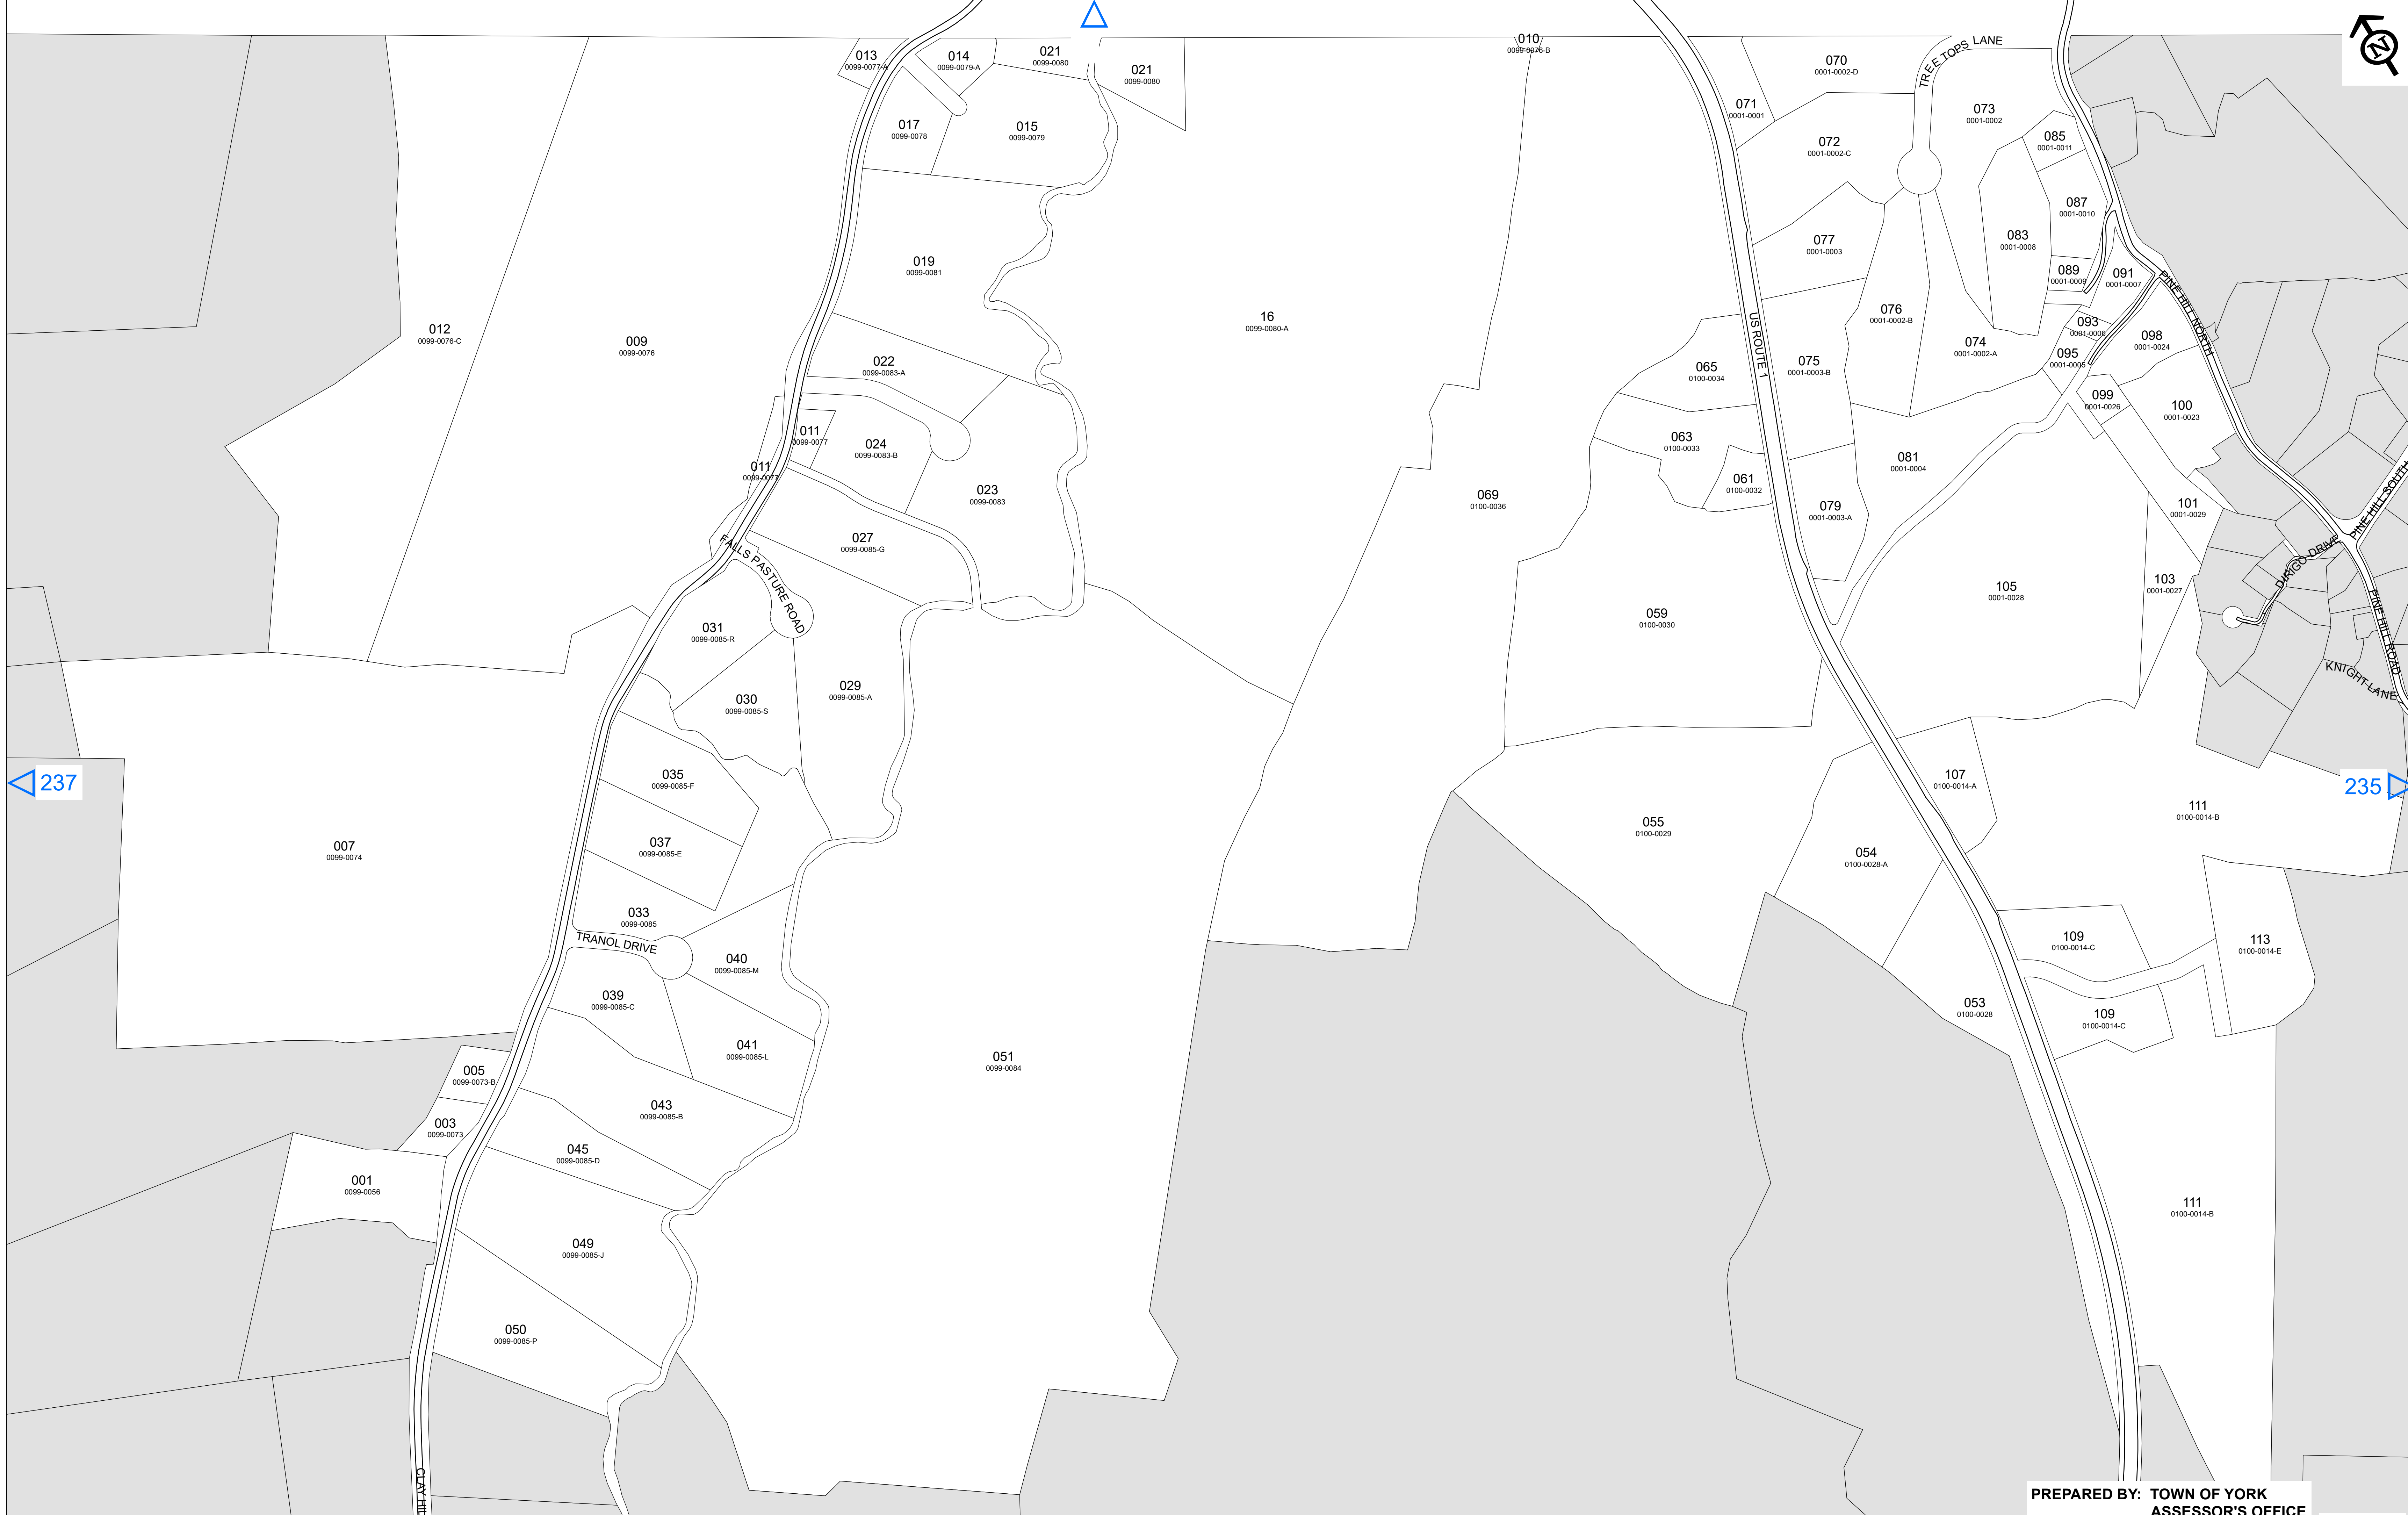 010
0099-0076-B
TREE TOPS LANE
N
013
0099-0077-A
014
0099-0079-A
021
0099-0080
021
0099-0080
070
0001-0002-D
071
0001-0001
073
0001-0002
017
0099-0078
015
0099-0079
072
0001-0002-C
085
0001-0011
087
0001-0010
083
0001-0008
077
0001-0003
019
0099-0081
089
0001-0009
091
0001-0007
PINE HILL NORTH
012
0099-0076-C
009
0099-0076
16
0099-0080-A
076
0001-0002-B
093
0001-0006
098
0001-0024
US ROUTE 1
074
0001-0002-A
095
0001-0005
022
0099-0083-A
065
0100-0034
075
0001-0003-B
099
0001-0026
100
0001-0023
011
0099-0077
024
0099-0083-B
063
0100-0033
081
0001-0004
011
0099-0077
061
0100-0032
023
0099-0083
069
0100-0036
079
0001-0003-A
101
0001-0029
PINE HILL SOUTH
027
0099-0085-G
FALLS PASTURE ROAD
DIRIGO DRIVE
105
0001-0028
103
0001-0027
059
0100-0030
PINE HILL ROAD
031
0099-0085-R
030
0099-0085-S
029
0099-0085-A
KNIGHT LANE
035
0099-0085-F
107
0100-0014-A
237
235
111
0100-0014-B
037
0099-0085-E
007
0099-0074
055
0100-0029
054
0100-0028-A
033
0099-0085
TRANOL DRIVE
040
0099-0085-M
109
0100-0014-C
113
0100-0014-E
039
0099-0085-C
053
0100-0028
109
0100-0014-C
041
0099-0085-L
051
0099-0084
005
0099-0073-B
043
0099-0085-B
003
0099-0073
045
0099-0085-D
001
0099-0056
111
0100-0014-B
049
0099-0085-J
050
0099-0085-P
CLAY HIL
PREPARED BY: TOWN OF YORK
ASSESSOR'S OFFICE